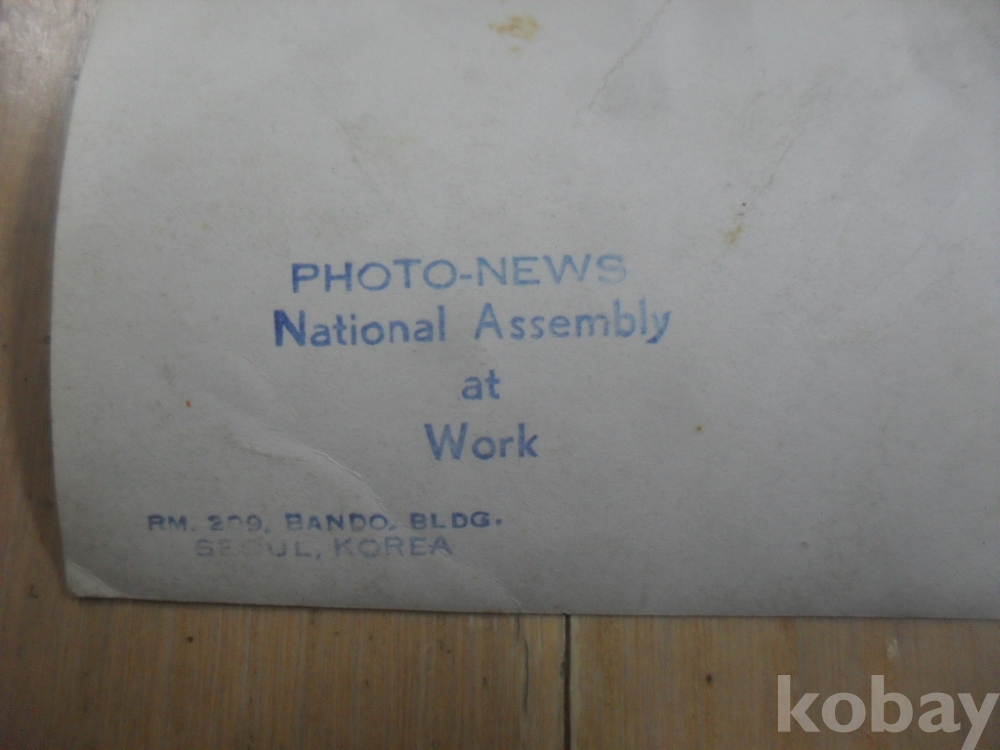 PHOTO-NEWS
National Assembly
at
Work
RM. 209, BANDO. BLDG.
SEOUL, KOREA
kobay